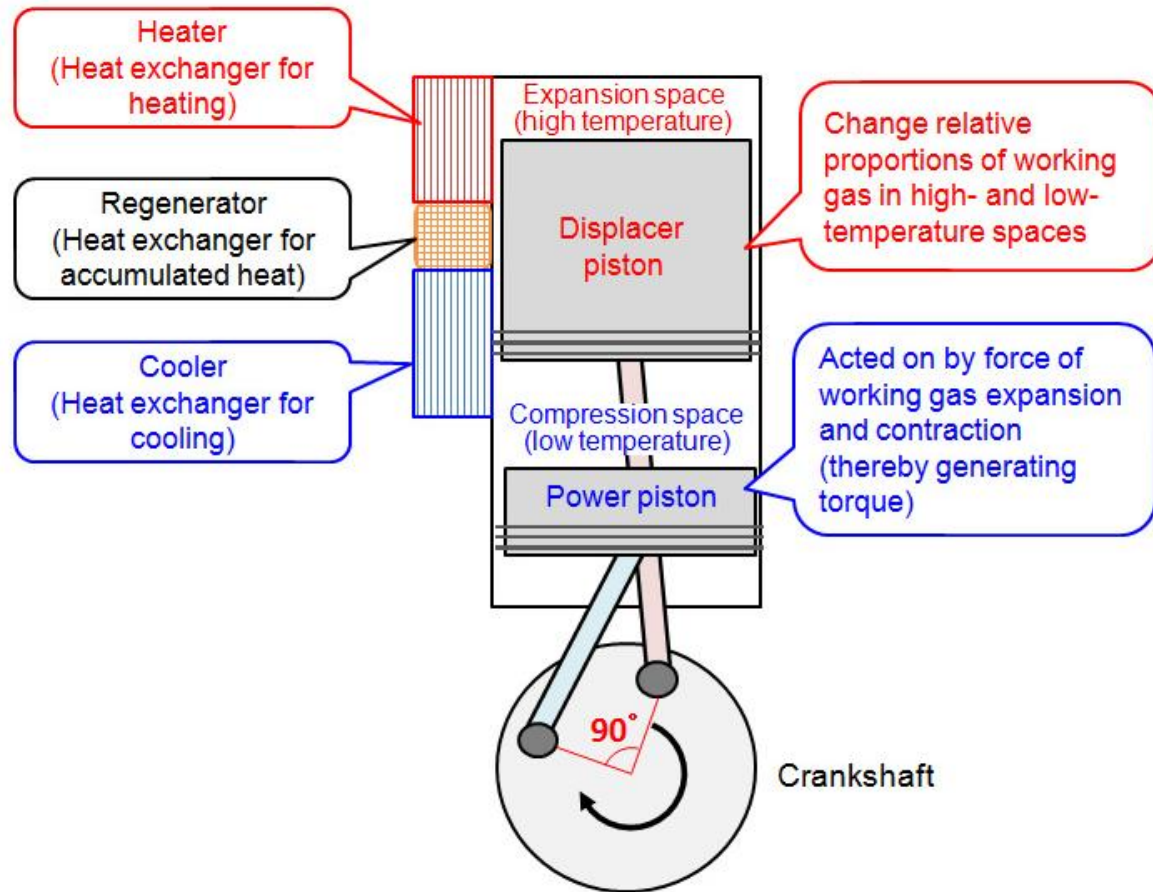 Heater
(Heat exchanger for
heating)
Expansion space
(high temperature)
Change relative
proportions of working
gas in high- and low-
temperature spaces
Regenerator
(Heat exchanger for
accumulated heat)
Displacer
piston
Cooler
(Heat exchanger for
cooling)
Compression space
(low temperature)
Acted on by force of
working gas expansion
and contraction
(thereby generating
torque)
Power piston
90°
Crankshaft